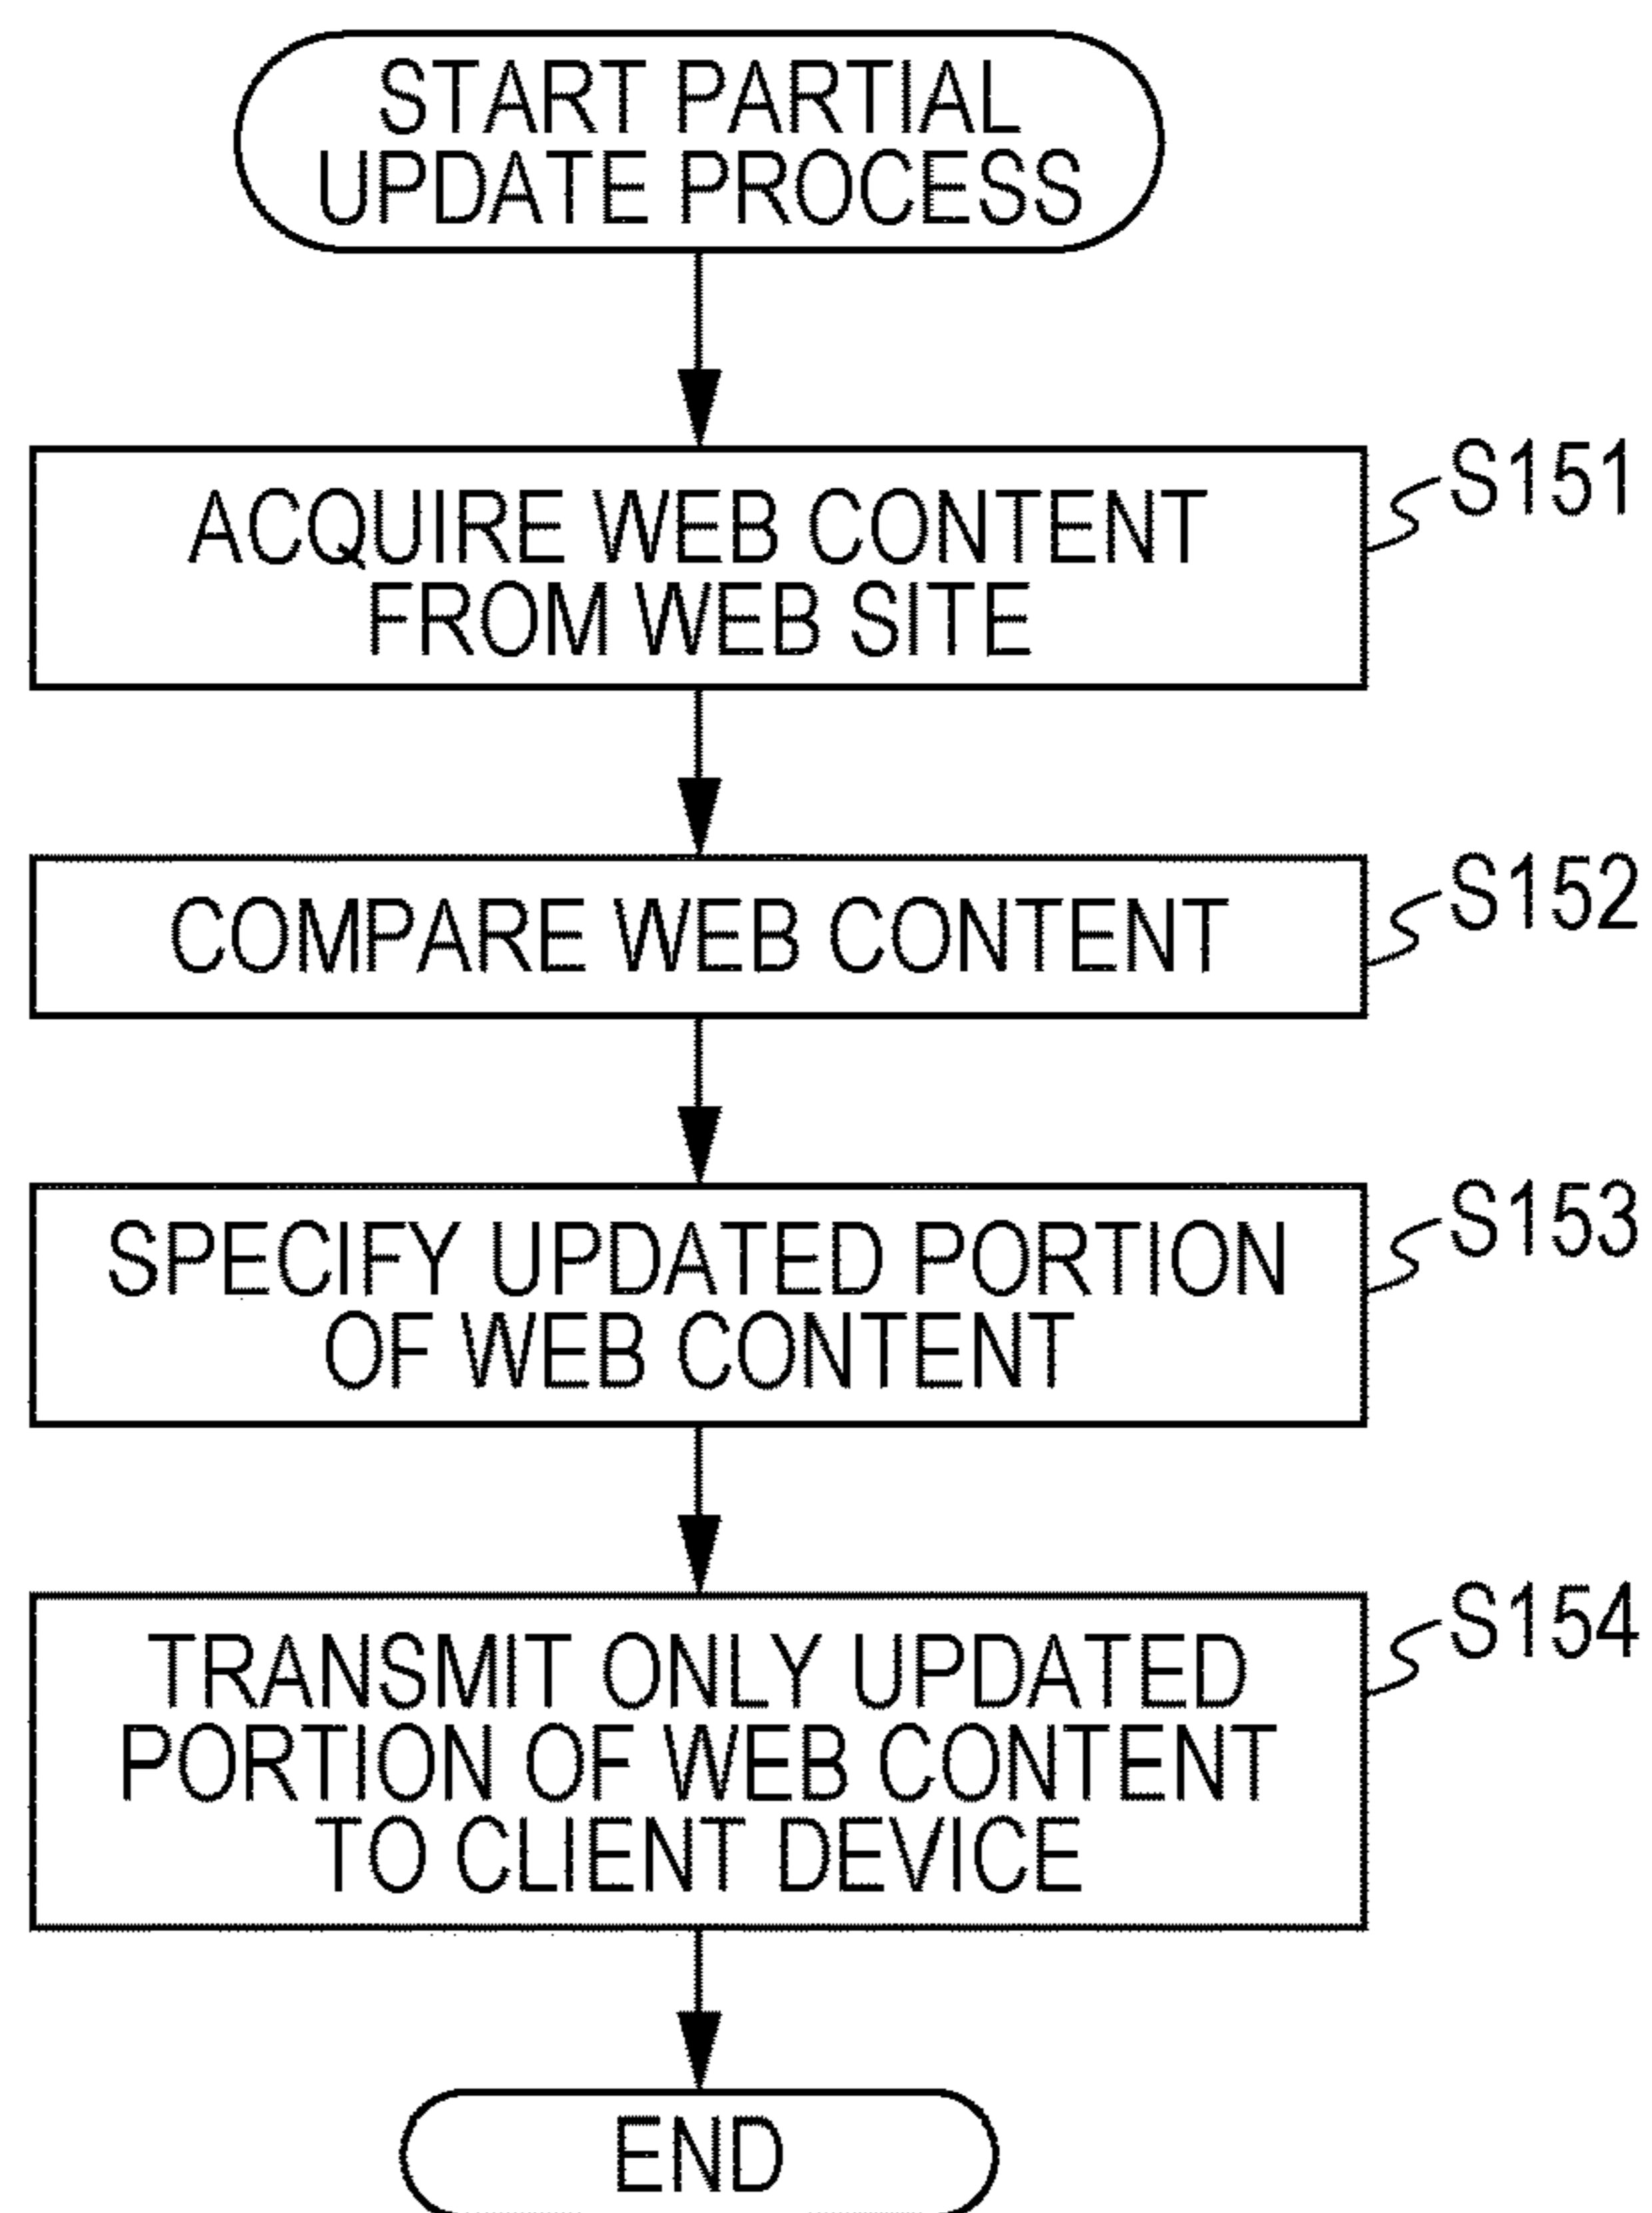 START PARTIAL
UPDATE PROCESS
ACQUIRE WEB CONTENT
FROM WEB SITE
S151
COMPARE WEB CONTENT
S152
SPECIFY UPDATED PORTION
OF WEB CONTENT
S153
TRANSMIT ONLY UPDATED
PORTION OF WEB CONTENT
TO CLIENT DEVICE
S154
END